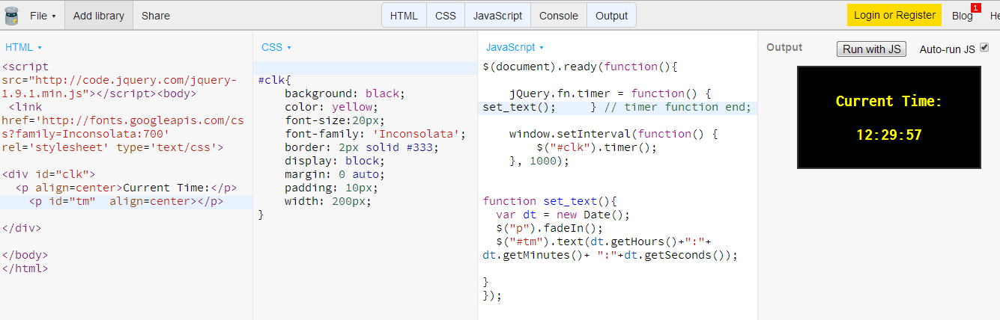 File Add library Share HTML CSS JavaScript Console Output Login or Register Blog 1 He
HTML
<script
src="http://code.jquery.com/jquery-
1.9.1.min.js"></script><body>
<link
href='http://fonts.googleapis.com/cs
s?family=Inconsolata:700'
rel='stylesheet' type='text/css'>
<div id="clk">
<p align=center>Current Time:</p>
<p id="tm"  align=center></p>
</div>
</body>
</html>
CSS
#clk{
background: black;
color: yellow;
font-size:20px;
font-family: 'Inconsolata';
border: 2px solid #333;
display: block;
margin: 0 auto;
padding: 10px;
width: 200px;
}
JavaScript
$(document).ready(function(){
jQuery.fn.timer = function() {
set_text();     } // timer function end;
window.setInterval(function() {
$("#clk").timer();
}, 1000);
function set_text(){
var dt = new Date();
$("p").fadeIn();
$("#tm").text(dt.getHours()+":"+
dt.getMinutes()+ ":"+dt.getSeconds());
}
});
Output Run with JS Auto-run JS
Current Time:
12:29:57